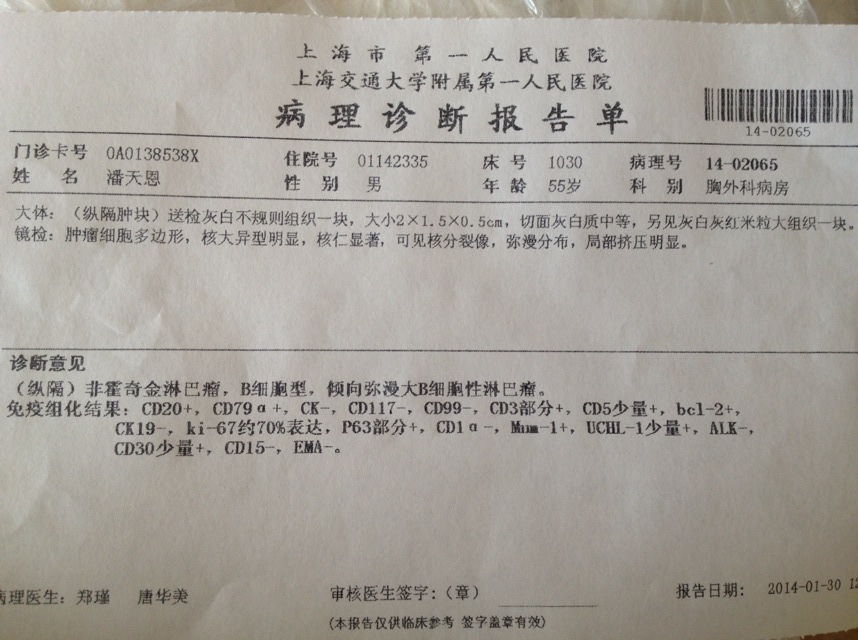 上海市 第一人民医院
上海交通大学附属第一人民医院
病理诊断报告单
14-02065
门诊卡号 0A0138538X 住院号 01142335 床号 1030 病理号 14-02065
姓名 潘天恩 性别 男 年龄 55岁 科别 胸外科病房
大体：（纵隔肿块）送检灰白不规则组织一块，大小2×1.5×0.5cm，切面灰白质中等，另见灰白灰红米粒大组织一块。
镜检：肿瘤细胞多边形，核大异型明显，核仁显著，可见核分裂像，弥漫分布，局部挤压明显。
诊断意见
（纵隔）非霍奇金淋巴瘤，B细胞型，倾向弥漫大B细胞性淋巴瘤。
免疫组化结果：CD20+，CD79α+，CK-，CD117-，CD99-，CD3部分+，CD5少量+，bcl-2+，
CK19-，ki-67约70%表达，P63部分+，CD1α-，Mum-1+，UCHL-1少量+，ALK-，
CD30少量+，CD15-，EMA-。
病理医生：郑瑾 唐华美 审核医生签字：（章） 报告日期： 2014-01-30
（本报告仅供临床参考 签字盖章有效）